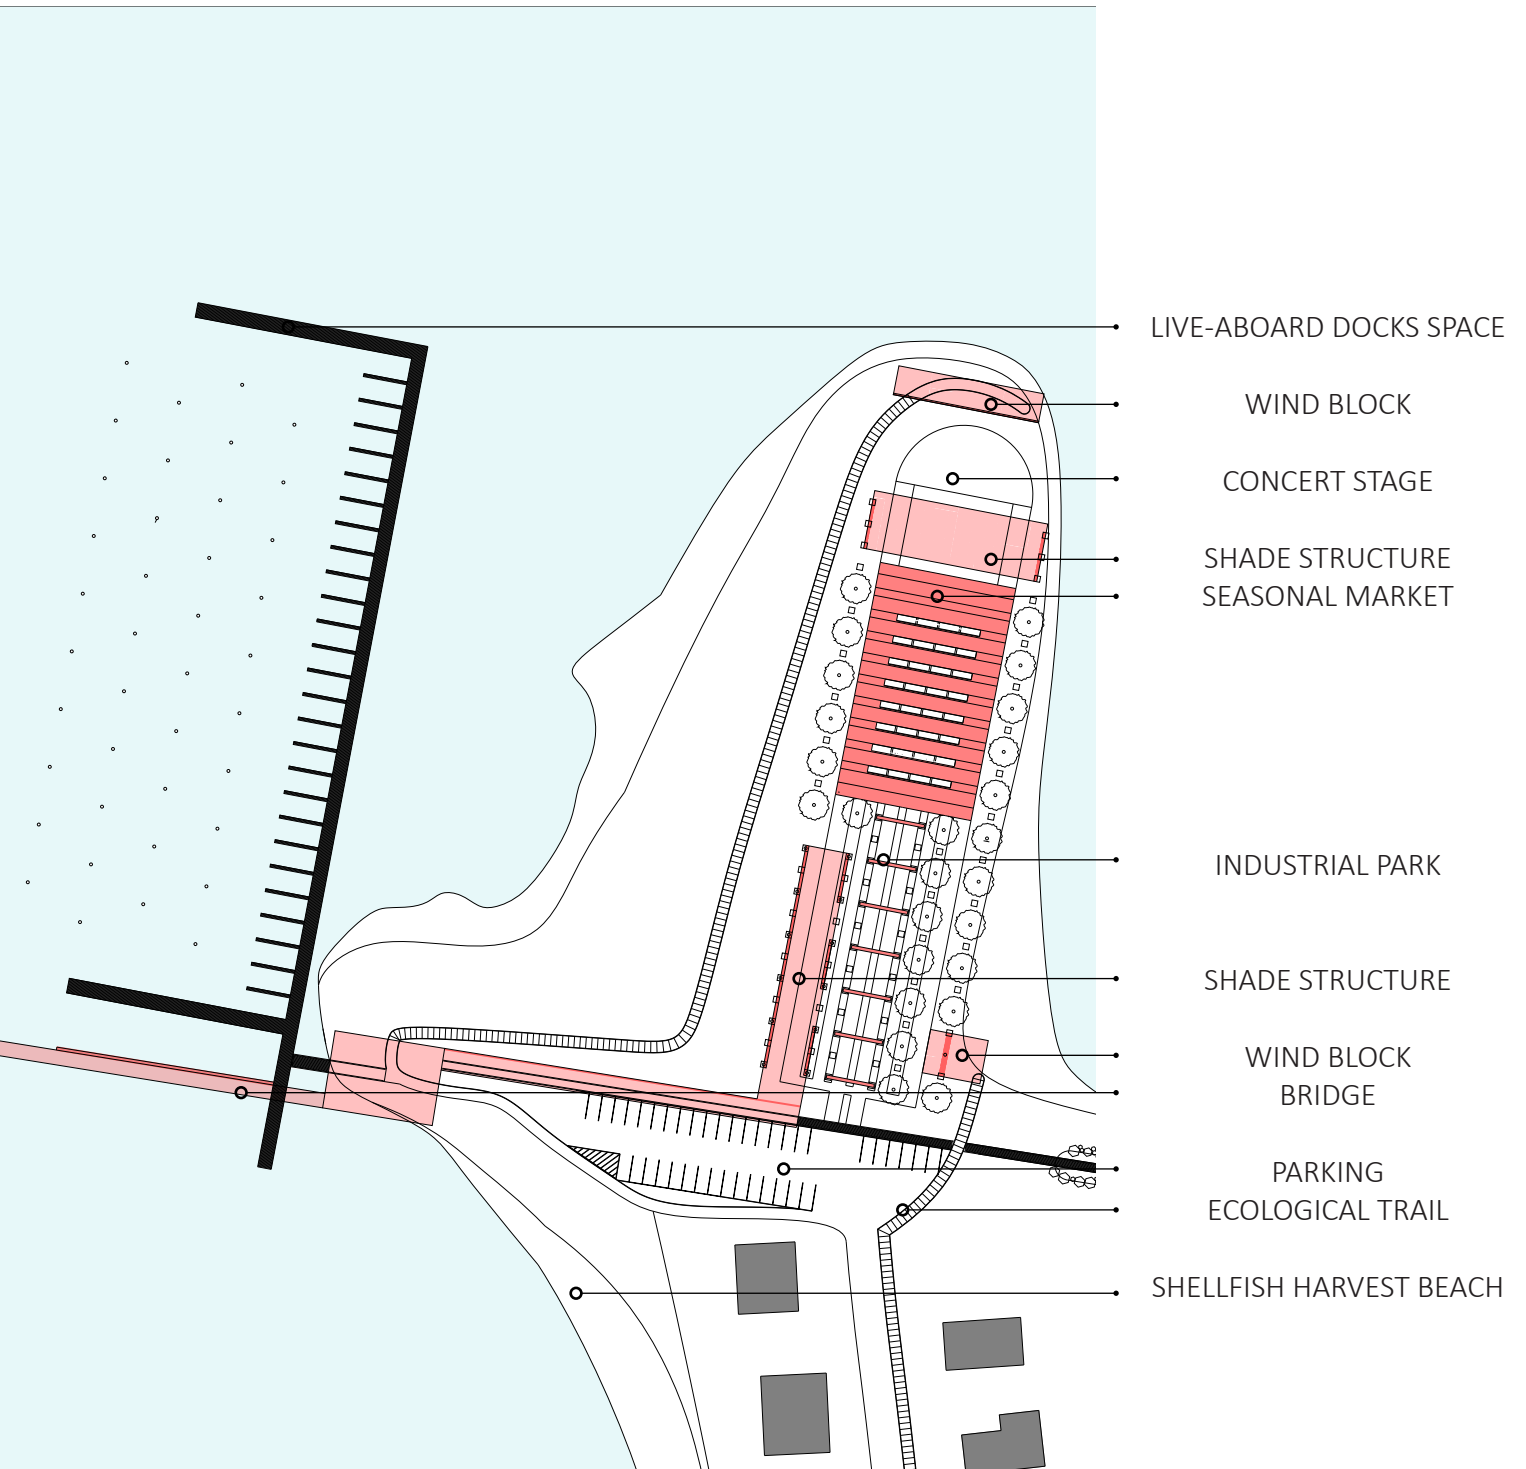 LIVE-ABOARD DOCKS SPACE
WIND BLOCK
CONCERT STAGE
SHADE STRUCTURE
SEASONAL MARKET
INDUSTRIAL PARK
SHADE STRUCTURE
WIND BLOCK
BRIDGE
PARKING
ECOLOGICAL TRAIL
SHELLFISH HARVEST BEACH